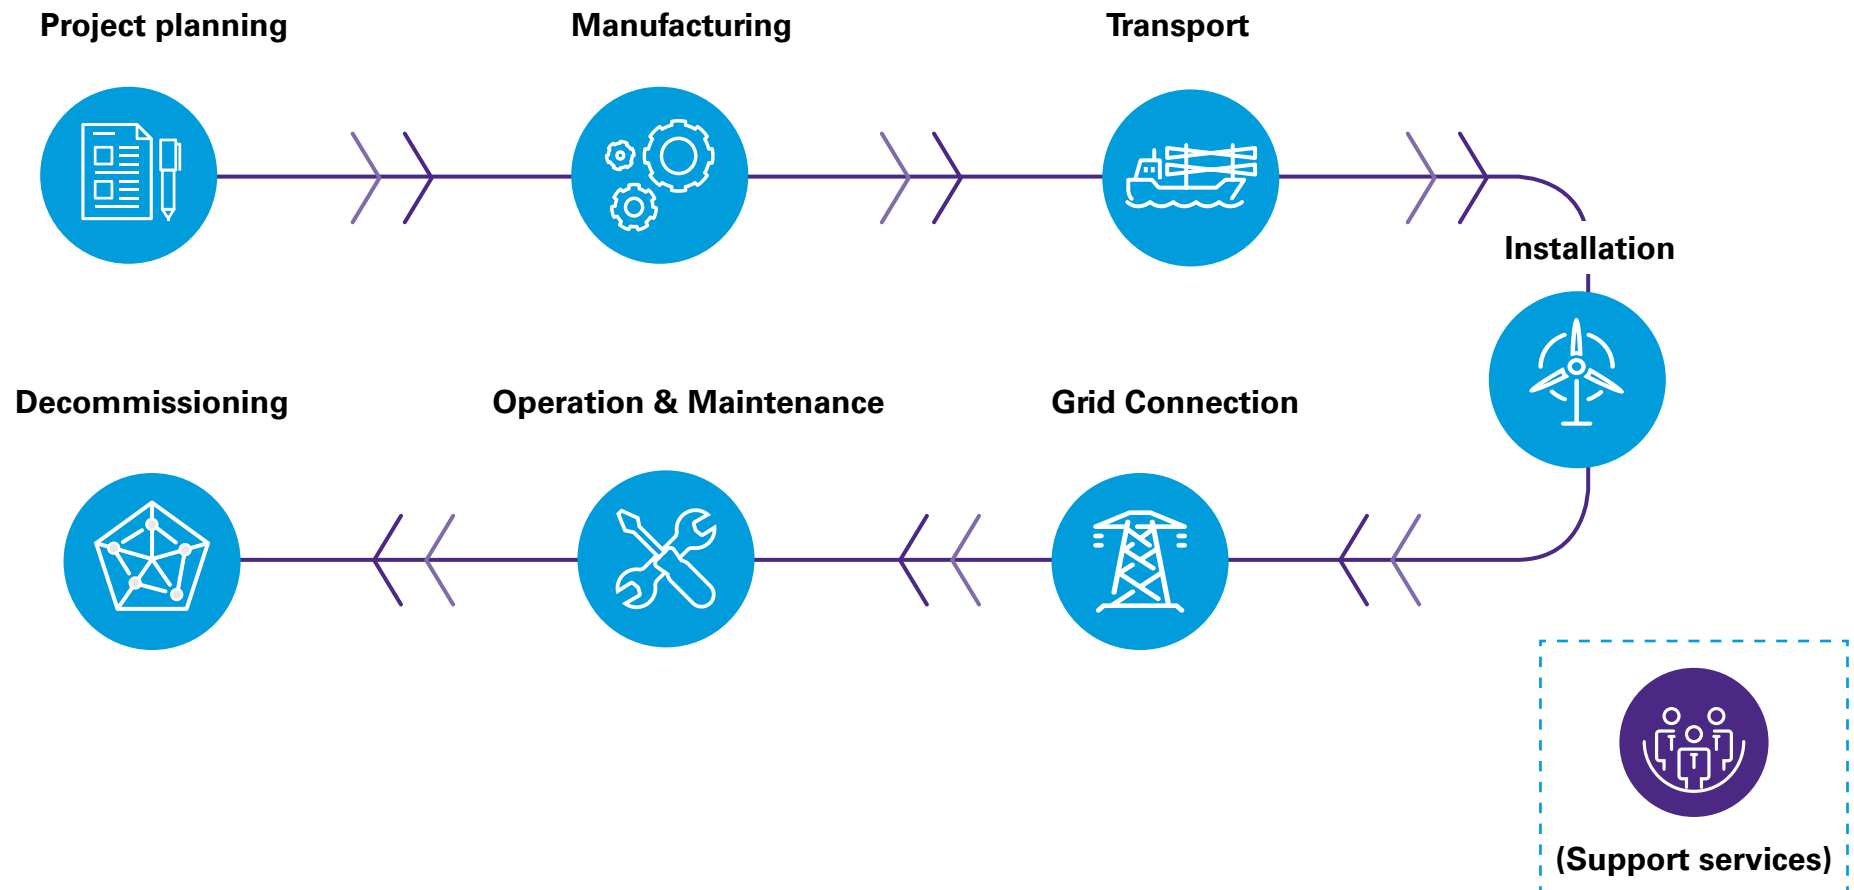 Project planning
Manufacturing
Transport
Installation
Decommissioning
Operation & Maintenance
Grid Connection
(Support services)